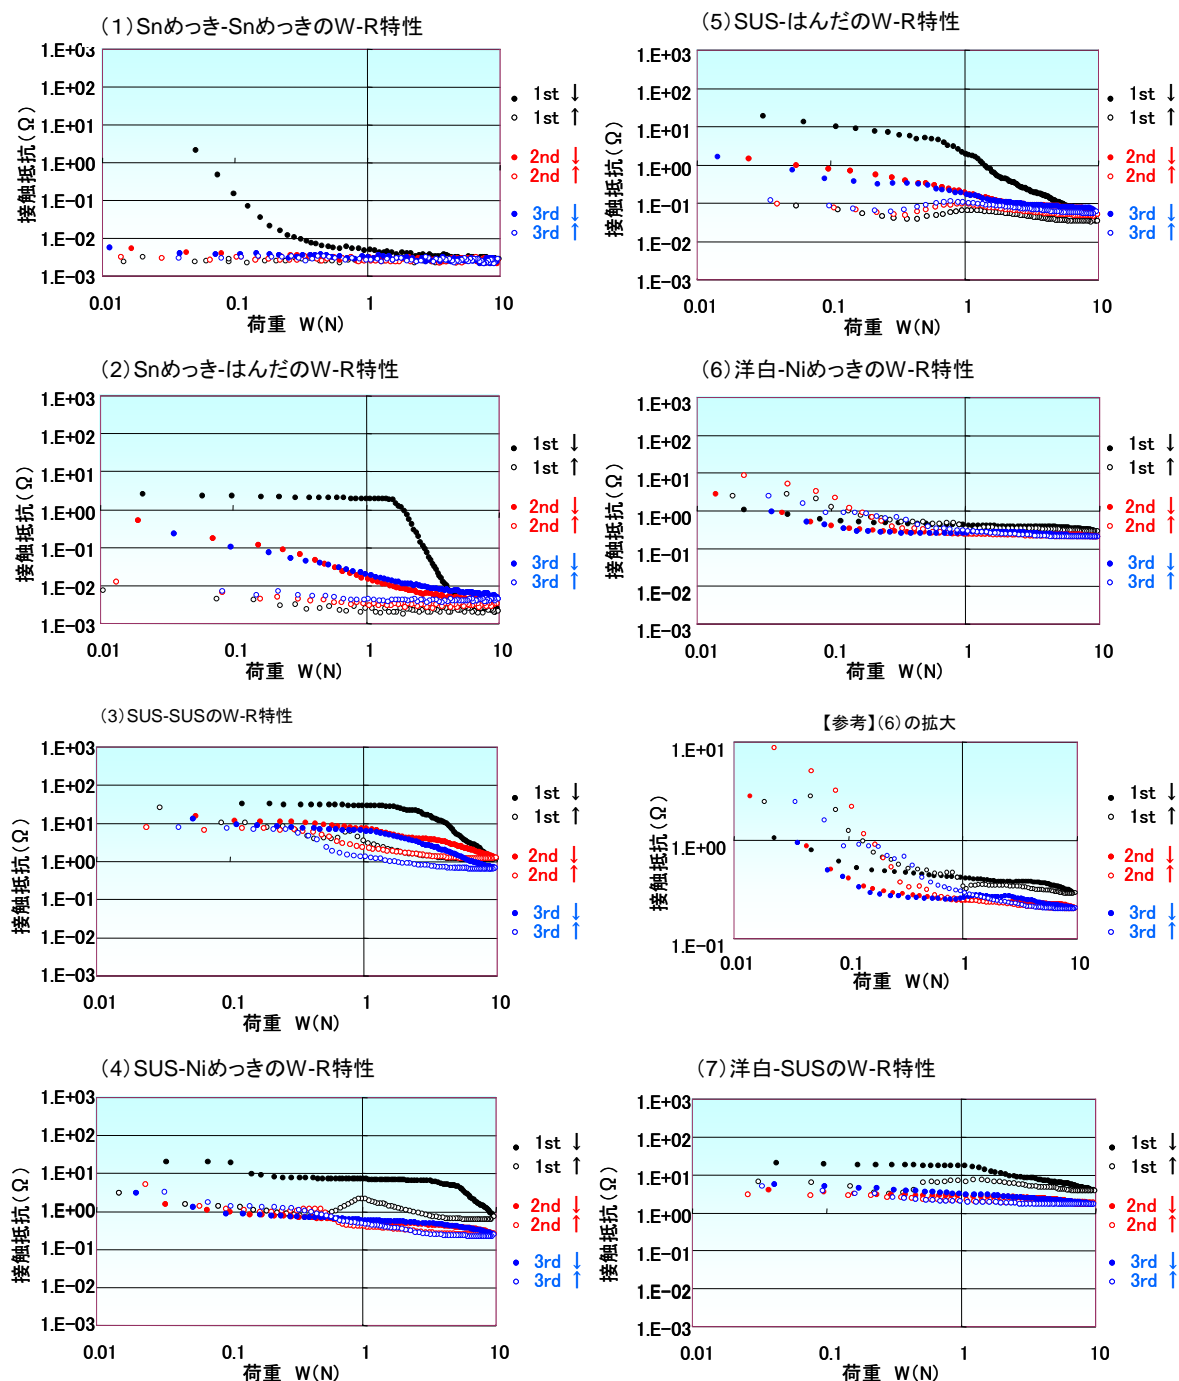 (1)Snめっき-SnめっきのW-R特性
1.E+03
1.E+02
1.E+01
1.E+00
1.E-01
1.E-02
1.E-03
接触抵抗(Ω)
0.01
0.1
1
10
荷重 W(N)
1st ↓
1st ↑
2nd ↓
2nd ↑
3rd ↓
3rd ↑
(2)Snめっき-はんだのW-R特性
1.E+03
1.E+02
1.E+01
1.E+00
1.E-01
1.E-02
1.E-03
接触抵抗(Ω)
0.01
0.1
1
10
荷重 W(N)
1st ↓
1st ↑
2nd ↓
2nd ↑
3rd ↓
3rd ↑
(3)SUS-SUSのW-R特性
1.E+03
1.E+02
1.E+01
1.E+00
1.E-01
1.E-02
1.E-03
接触抵抗(Ω)
0.01
0.1
1
10
荷重 W(N)
1st ↓
1st ↑
2nd ↓
2nd ↑
3rd ↓
3rd ↑
(4)SUS-NiめっきのW-R特性
1.E+03
1.E+02
1.E+01
1.E+00
1.E-01
1.E-02
1.E-03
接触抵抗(Ω)
0.01
0.1
1
10
荷重 W(N)
1st ↓
1st ↑
2nd ↓
2nd ↑
3rd ↓
3rd ↑
(5)SUS-はんだのW-R特性
1.E+03
1.E+02
1.E+01
1.E+00
1.E-01
1.E-02
1.E-03
接触抵抗(Ω)
0.01
0.1
1
10
荷重 W(N)
1st ↓
1st ↑
2nd ↓
2nd ↑
3rd ↓
3rd ↑
(6)洋白-NiめっきのW-R特性
1.E+03
1.E+02
1.E+01
1.E+00
1.E-01
1.E-02
1.E-03
接触抵抗(Ω)
0.01
0.1
1
10
荷重 W(N)
1st ↓
1st ↑
2nd ↓
2nd ↑
3rd ↓
3rd ↑
【参考】(6)の拡大
1.E+01
1.E+00
1.E-01
接触抵抗(Ω)
0.01
0.1
1
10
荷重 W(N)
1st ↓
1st ↑
2nd ↓
2nd ↑
3rd ↓
3rd ↑
(7)洋白-SUSのW-R特性
1.E+03
1.E+02
1.E+01
1.E+00
1.E-01
1.E-02
1.E-03
接触抵抗(Ω)
0.01
0.1
1
10
荷重 W(N)
1st ↓
1st ↑
2nd ↓
2nd ↑
3rd ↓
3rd ↑